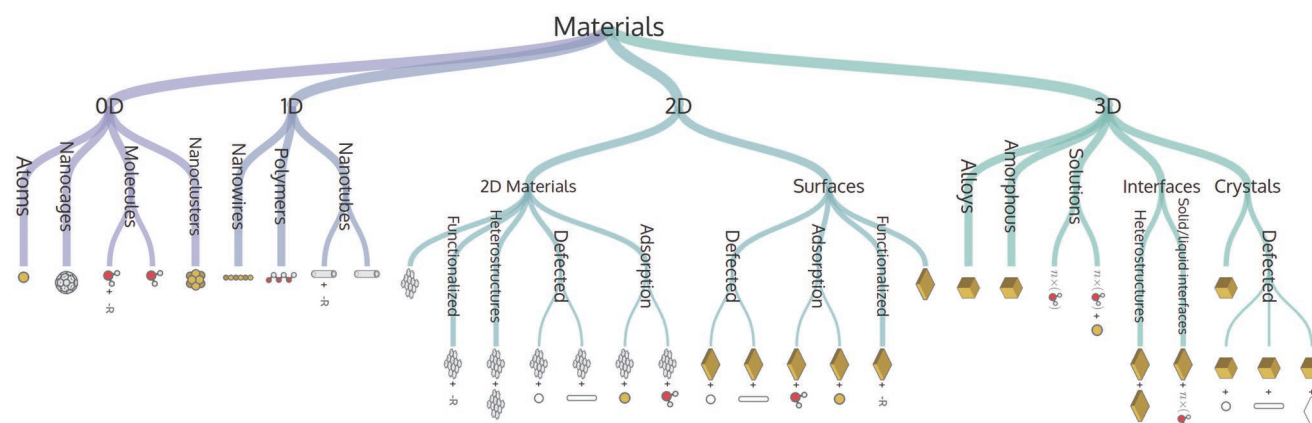 Materials
0D
1D
2D
3D
Atoms
Nanocages
Molecules
Nanoclusters
Nanowires
Polymers
Nanotubes
2D Materials
Surfaces
Alloys
Amorphous
Solutions
Interfaces
Crystals
Functionalized
Heterostructures
Defected
Adsorption
Defected
Adsorption
Functionalized
Heterostructures
Solid/liquid interfaces
Defected
+ -R
+ -R
n×( )
n×( ) +
+ -R
+
+
+
+
+
+
+
+
+
+ -R
+
+ n×(
+
+
+